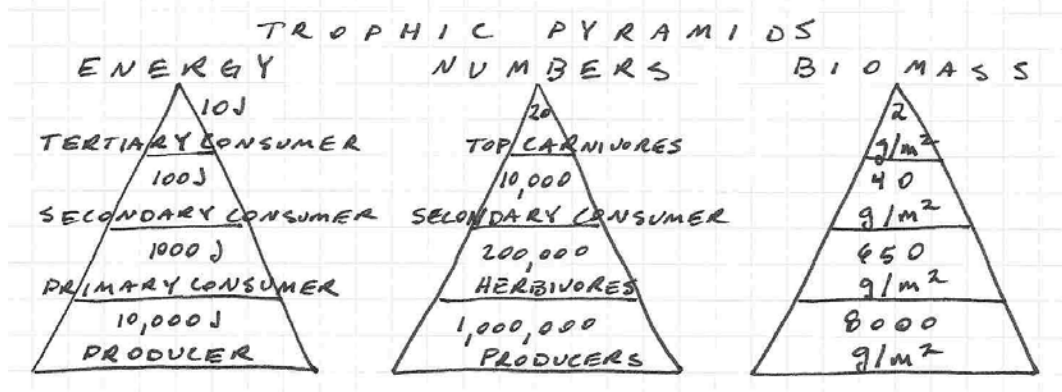 TROPHIC PYRAMIDS
ENERGY
10J
TERTIARY CONSUMER
100J
SECONDARY CONSUMER
1000 J
PRIMARY CONSUMER
10,000J
PRODUCER
NUMBERS
20
TOP CARNIVORES
10,000
SECONDARY CONSUMER
200,000
HERBIVORES
1,000,000
PRODUCERS
BIOMASS
2
g/m²
40
g/m²
650
g/m²
8000
g/m²